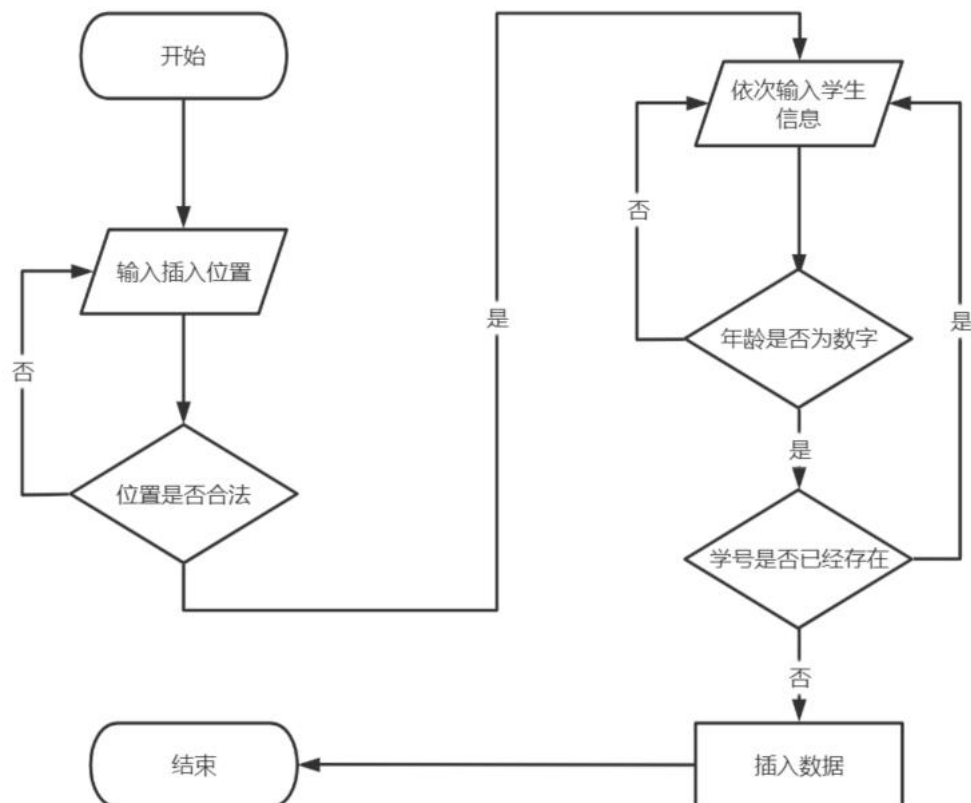 开始
输入插入位置
否
位置是否合法
是
依次输入学生
信息
否
年龄是否为数字
是
是
学号是否已经存在
否
插入数据
结束